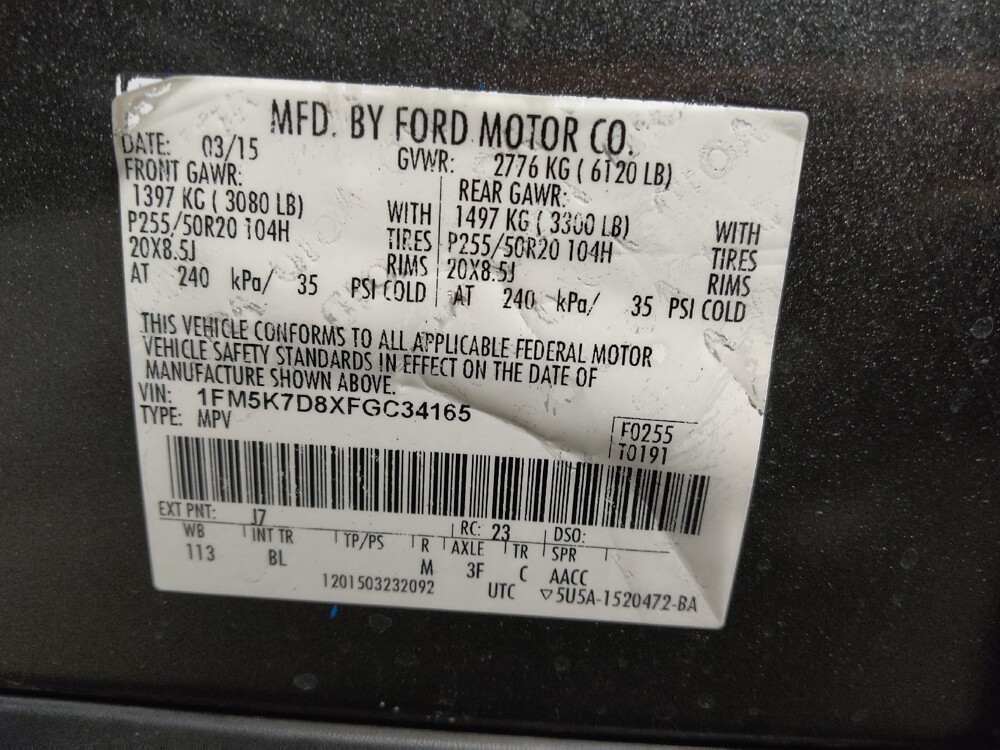 MFD. BY FORD MOTOR CO.
DATE: 03/15 GVWR: 2776 KG ( 6120 LB)
FRONT GAWR:
1397 KG ( 3080 LB) WITH
P255/50R20 104H TIRES
20X8.5J RIMS
AT 240 kPa/ 35 PSI COLD
REAR GAWR:
1497 KG ( 3300 LB) WITH
P255/50R20 104H TIRES
20X8.5J RIMS
AT 240 kPa/ 35 PSI COLD
THIS VEHICLE CONFORMS TO ALL APPLICABLE FEDERAL MOTOR
VEHICLE SAFETY STANDARDS IN EFFECT ON THE DATE OF
MANUFACTURE SHOWN ABOVE.
VIN: 1FM5K7D8XFGC34165
TYPE: MPV
F0255
T0191
EXT PNT: J7 RC: 23 DSO:
WB INT TR TP/PS R AXLE TR SPR
113 BL M 3F C AACC
1201503232092 UTC ▽5U5A-1520472-BA